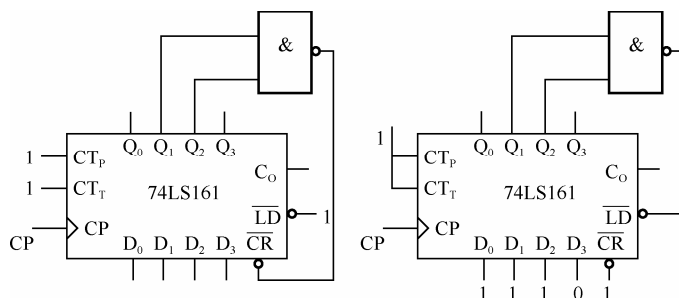 & &
Q0 Q1 Q2 Q3 1 Q0 Q1 Q2 Q3
1 CTP CTP
CO CO
1 CTT 74LS161 CTT 74LS161
LD 1 LD
CP CP CP CP
D0 D1 D2 D3 CR D0 D1 D2 D3 CR
1 1 1 0 1